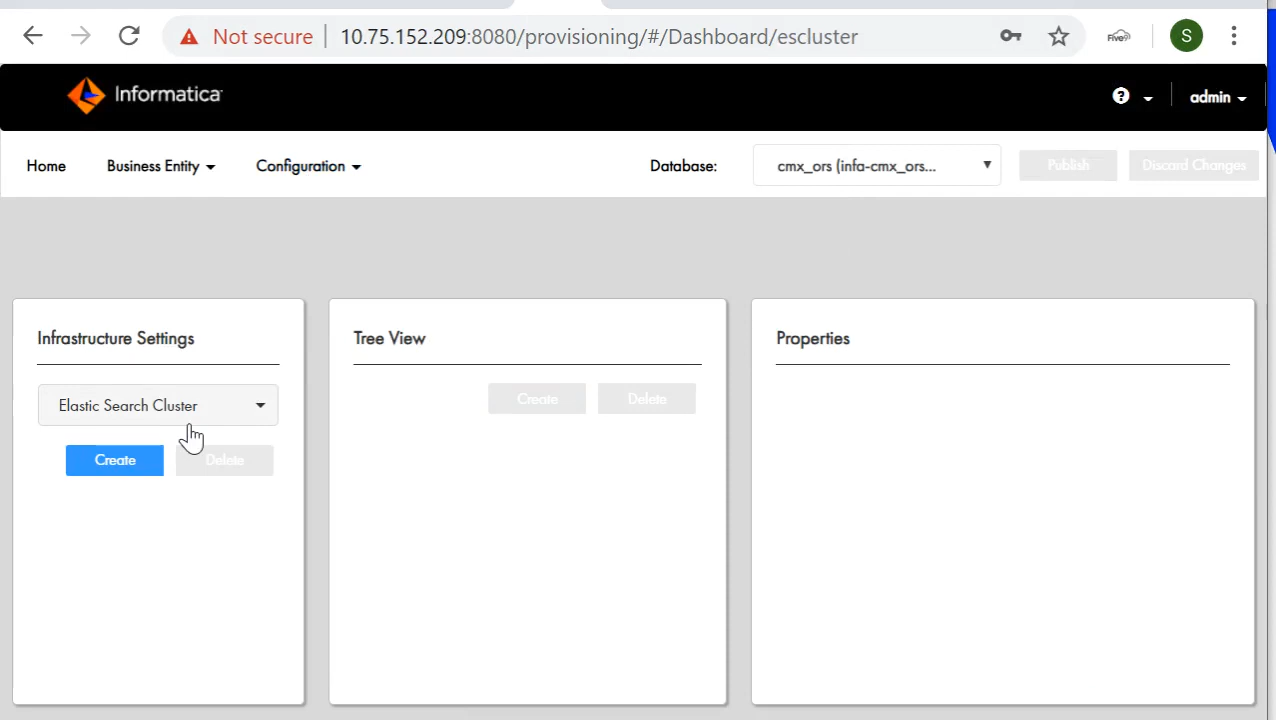 Not secure 10.75.152.209:8080/provisioning/#/Dashboard/escluster Five9 S
Informatica ? admin
Home Business Entity Configuration Database: cmx_ors (infa-cmx_ors... Publish Discard Changes
Infrastructure Settings
Elastic Search Cluster
Create Delete
Tree View
Create Delete
Properties